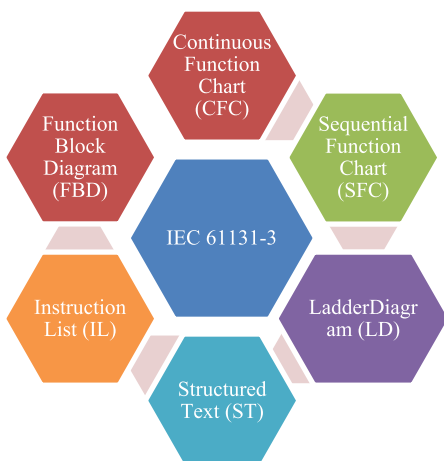 Continuous
Function
Chart
(CFC)
Function
Block
Diagram
(FBD)
Sequential
Function
Chart
(SFC)
IEC 61131-3
Instruction
List (IL)
LadderDiagr
am (LD)
Structured
Text (ST)